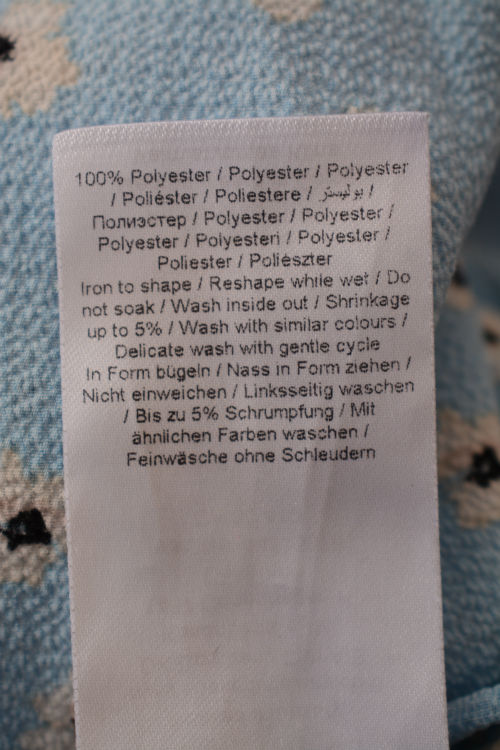 100% Polyester / Polyester / Polyester
/ Poliéster / Poliestere / بوليستر /
Полиэстер / Polyester / Polyester /
Polyester / Polyesteri / Polyester /
Poliester / Poliészter
Iron to shape / Reshape while wet / Do
not soak / Wash inside out / Shrinkage
up to 5% / Wash with similar colours /
Delicate wash with gentle cycle
In Form bügeln / Nass in Form ziehen /
Nicht einweichen / Linksseitig waschen
/ Bis zu 5% Schrumpfung / Mit
ähnlichen Farben waschen /
Feinwäsche ohne Schleudern